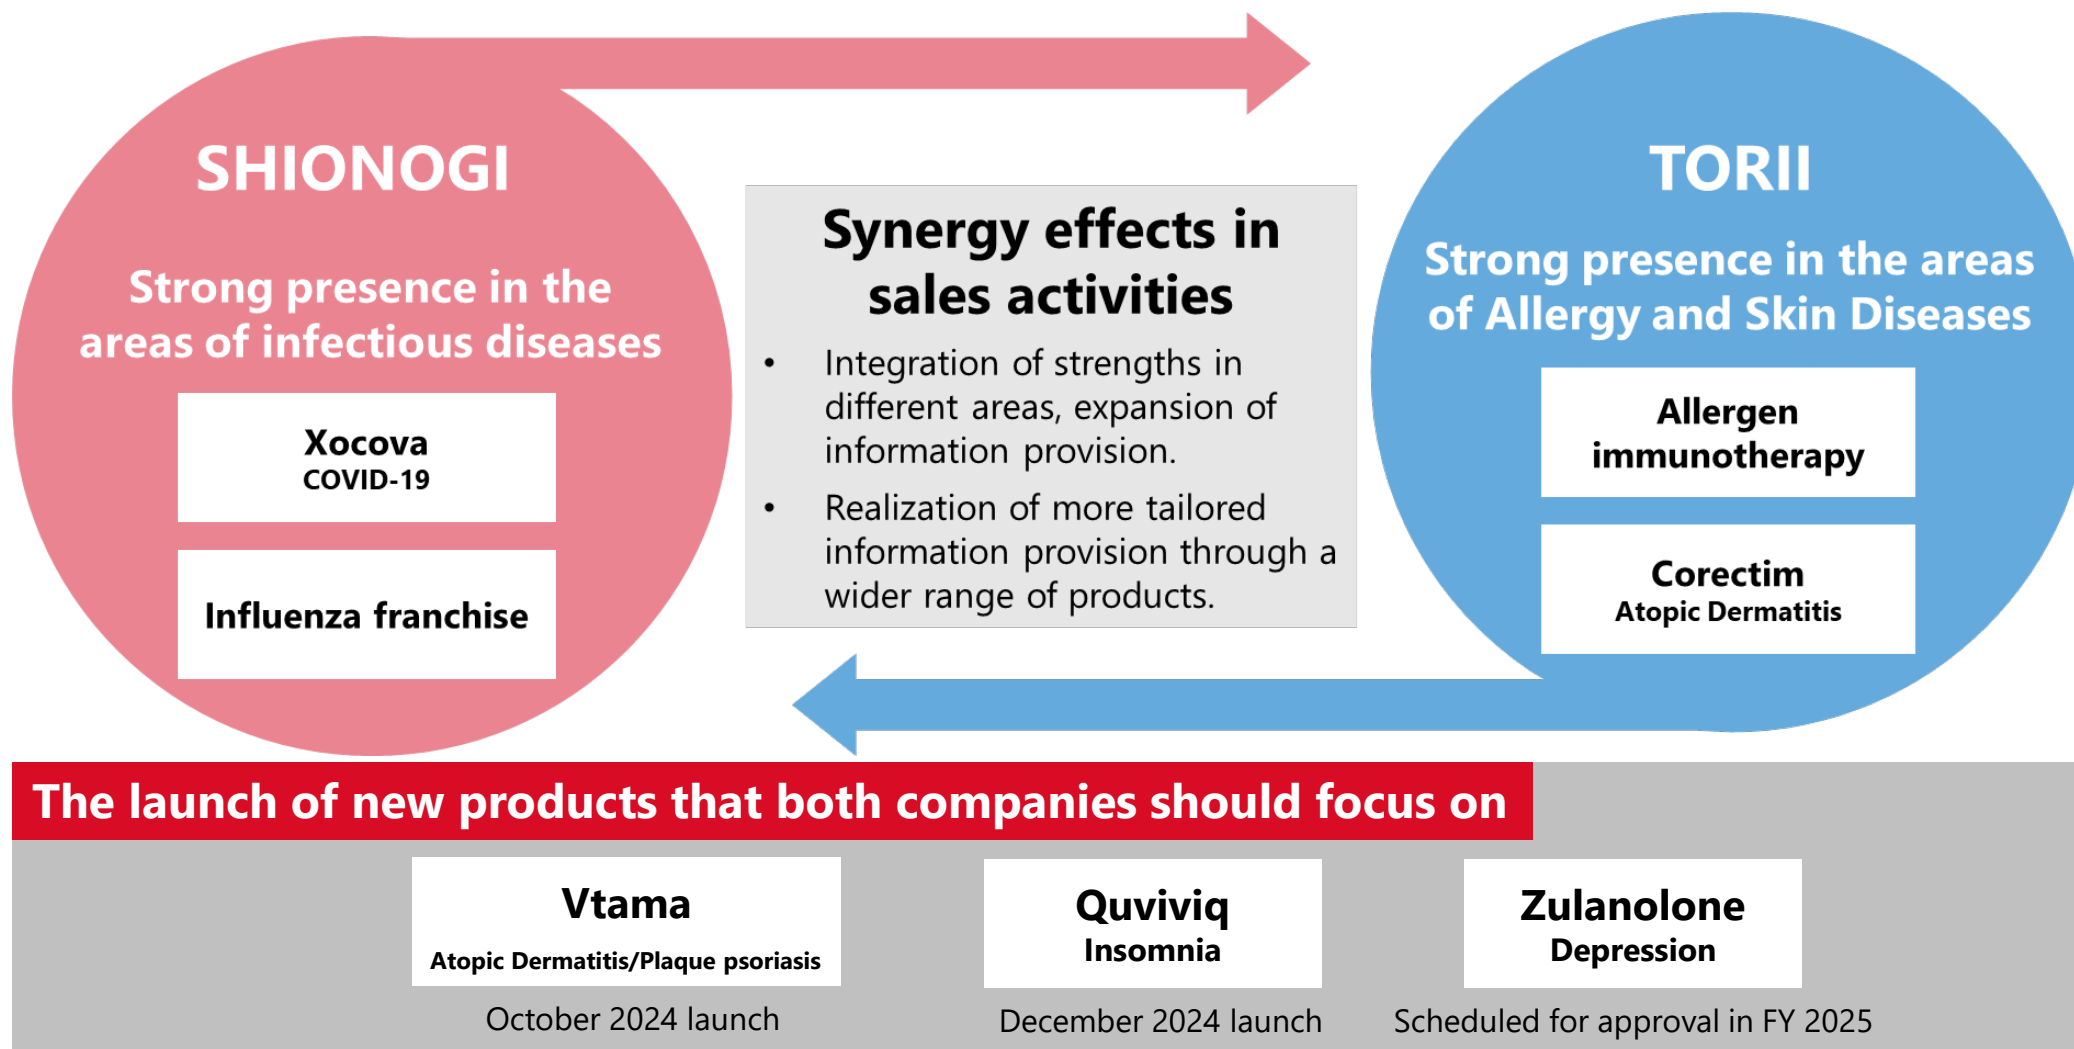 SHIONOGI
Strong presence in the
areas of infectious diseases
Xocova
COVID-19
Influenza franchise
Synergy effects in
sales activities
• Integration of strengths in
different areas, expansion of
information provision.
• Realization of more tailored
information provision through a
wider range of products.
TORII
Strong presence in the areas
of Allergy and Skin Diseases
Allergen
immunotherapy
Corectim
Atopic Dermatitis
The launch of new products that both companies should focus on
Vtama
Atopic Dermatitis/Plaque psoriasis
October 2024 launch
Quviviq
Insomnia
December 2024 launch
Zulanolone
Depression
Scheduled for approval in FY 2025